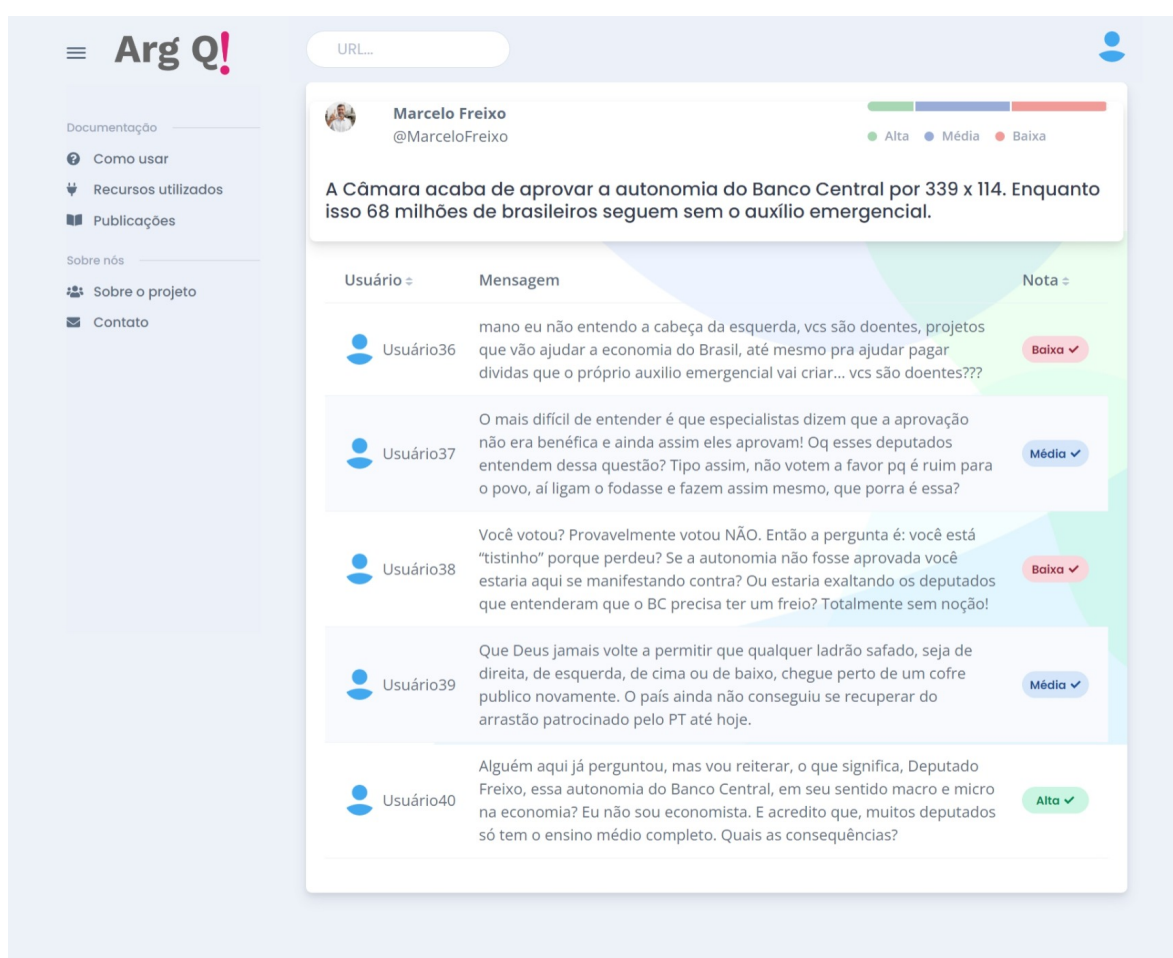 Arg Q!
URL...
Documentação
Como usar
Recursos utilizados
Publicações
Sobre nós
Sobre o projeto
Contato
Marcelo Freixo
@MarceloFreixo
Alta Média Baixa
A Câmara acaba de aprovar a autonomia do Banco Central por 339 x 114. Enquanto
isso 68 milhões de brasileiros seguem sem o auxílio emergencial.
Usuário Mensagem Nota
Usuário36
mano eu não entendo a cabeça da esquerda, vcs são doentes, projetos
que vão ajudar a economia do Brasil, até mesmo pra ajudar pagar
dividas que o próprio auxilio emergencial vai criar... vcs são doentes???
Baixa
Usuário37
O mais difícil de entender é que especialistas dizem que a aprovação
não era benéfica e ainda assim eles aprovam! Oq esses deputados
entendem dessa questão? Tipo assim, não votem a favor pq é ruim para
o povo, aí ligam o fodasse e fazem assim mesmo, que porra é essa?
Média
Usuário38
Você votou? Provavelmente votou NÃO. Então a pergunta é: você está
“tistinho” porque perdeu? Se a autonomia não fosse aprovada você
estaria aqui se manifestando contra? Ou estaria exaltando os deputados
que entenderam que o BC precisa ter um freio? Totalmente sem noção!
Baixa
Usuário39
Que Deus jamais volte a permitir que qualquer ladrão safado, seja de
direita, de esquerda, de cima ou de baixo, chegue perto de um cofre
publico novamente. O país ainda não conseguiu se recuperar do
arrastão patrocinado pelo PT até hoje.
Média
Usuário40
Alguém aqui já perguntou, mas vou reiterar, o que significa, Deputado
Freixo, essa autonomia do Banco Central, em seu sentido macro e micro
na economia? Eu não sou economista. E acredito que, muitos deputados
só tem o ensino médio completo. Quais as consequências?
Alta